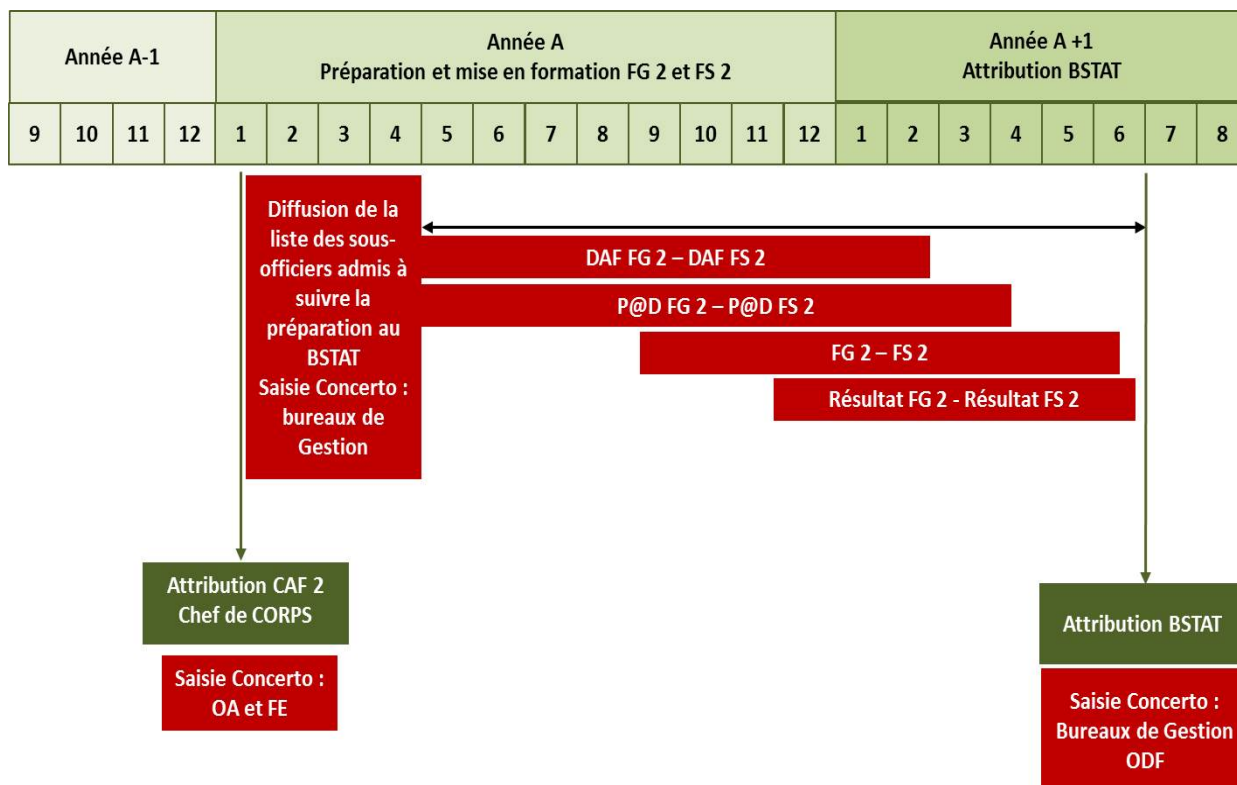 Année A-1
Année A
Préparation et mise en formation FG 2 et FS 2
Année A +1
Attribution BSTAT
9 10 11 12 1 2 3 4 5 6 7 8 9 10 11 12 1 2 3 4 5 6 7 8
Diffusion de la
liste des sous-
officiers admis à
suivre la
préparation au
BSTAT
Saisie Concerto :
bureaux de
Gestion
DAF FG 2 – DAF FS 2
P@D FG 2 – P@D FS 2
FG 2 – FS 2
Résultat FG 2 - Résultat FS 2
Attribution CAF 2
Chef de CORPS
Saisie Concerto :
OA et FE
Attribution BSTAT
Saisie Concerto :
Bureaux de Gestion
ODF